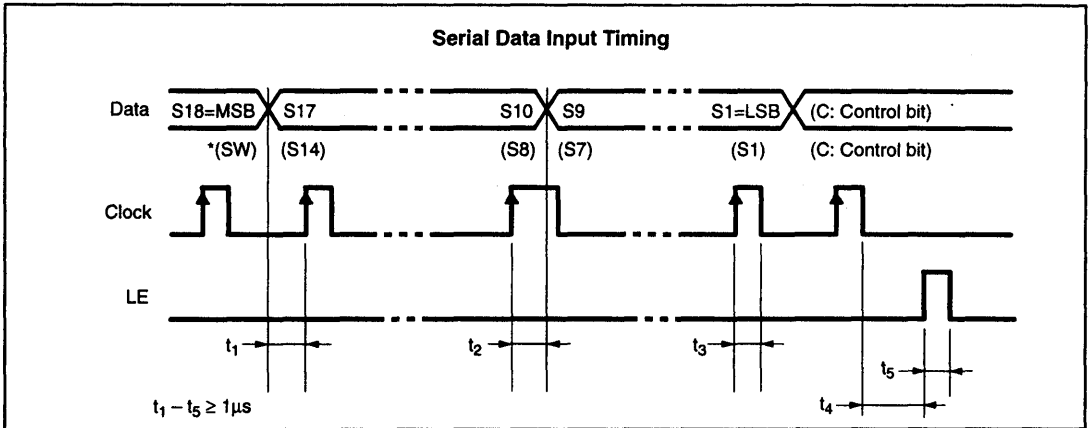 Serial Data Input Timing
Data S18=MSB S17 S10 S9 S1=LSB (C: Control bit)
*(SW) (S14) (S8) (S7) (S1) (C: Control bit)
Clock
LE
t1 t2 t3 t5
t4
t1 – t5 ≥ 1µs